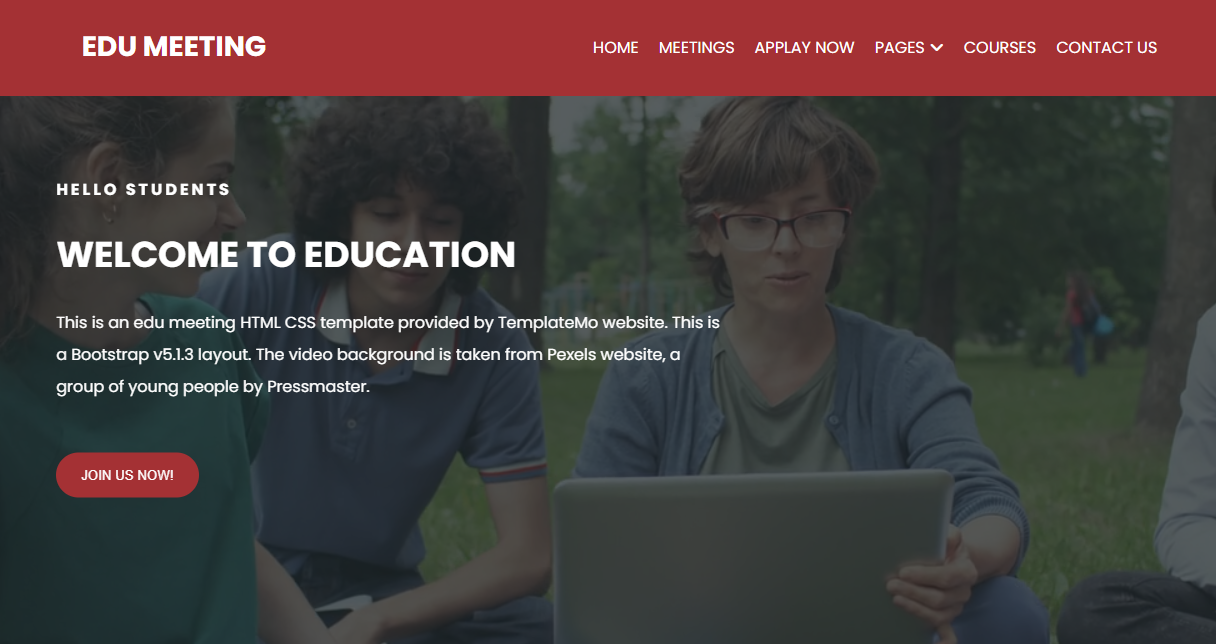 EDU MEETING
HOME MEETINGS APPLAY NOW PAGES COURSES CONTACT US
HELLO STUDENTS
WELCOME TO EDUCATION
This is an edu meeting HTML CSS template provided by TemplateMo website. This is
a Bootstrap v5.1.3 layout. The video background is taken from Pexels website, a
group of young people by Pressmaster.
JOIN US NOW!